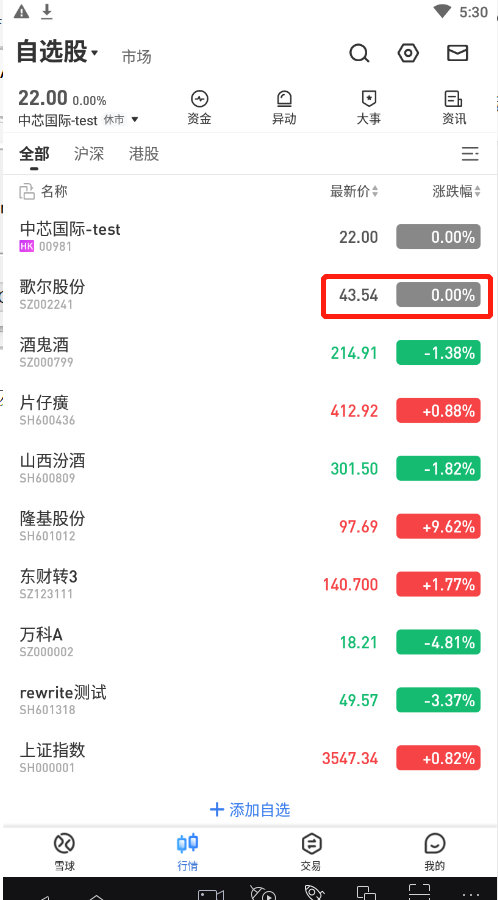 5:30
自选股 市场
22.00 0.00%
中芯国际-test 休市
资金 异动 大事 资讯
全部 沪深 港股
名称 最新价 涨跌幅
中芯国际-test 22.00 0.00%
HK 00981
歌尔股份 43.54 0.00%
SZ002241
酒鬼酒 214.91 -1.38%
SZ000799
片仔癀 412.92 +0.88%
SH600436
山西汾酒 301.50 -1.82%
SH600809
隆基股份 97.69 +9.62%
SH601012
东财转3 140.700 +1.77%
SZ123111
万科A 18.21 -4.81%
SZ000002
rewrite测试 49.57 -3.37%
SH601318
上证指数 3547.34 +0.82%
SH000001
+ 添加自选
雪球 行情 交易 我的